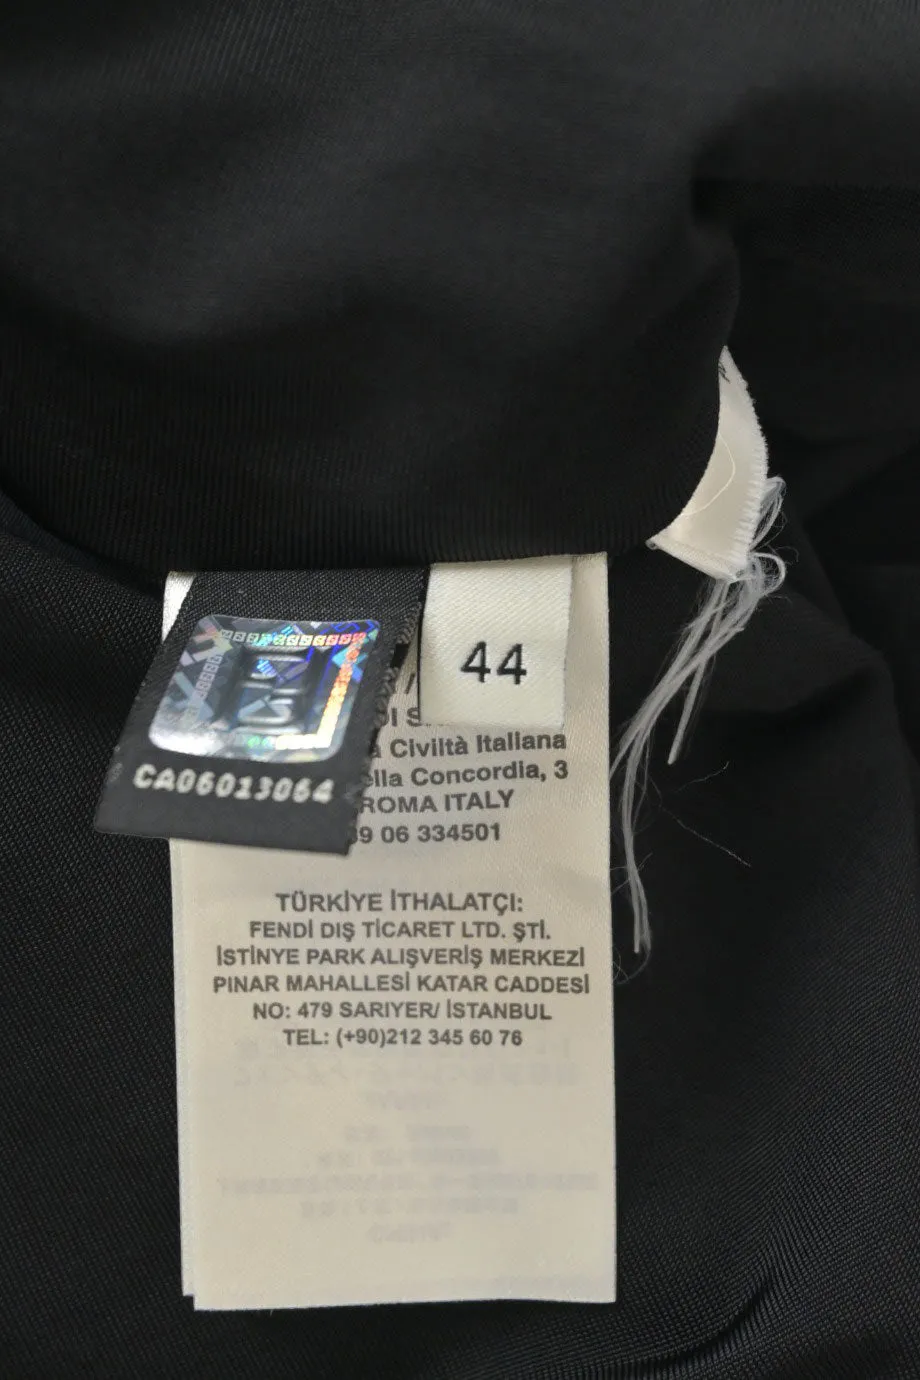 44
CA06013064
Civiltà Italiana
Concordia, 3
ROMA ITALY
06 334501
TÜRKİYE İTHALATÇI:
FENDİ DIŞ TİCARET LTD. ŞTİ.
İSTİNYE PARK ALIŞVERİŞ MERKEZİ
PINAR MAHALLESİ KATAR CADDESİ
NO: 479 SARIYER/ İSTANBUL
TEL: (+90)212 345 60 76